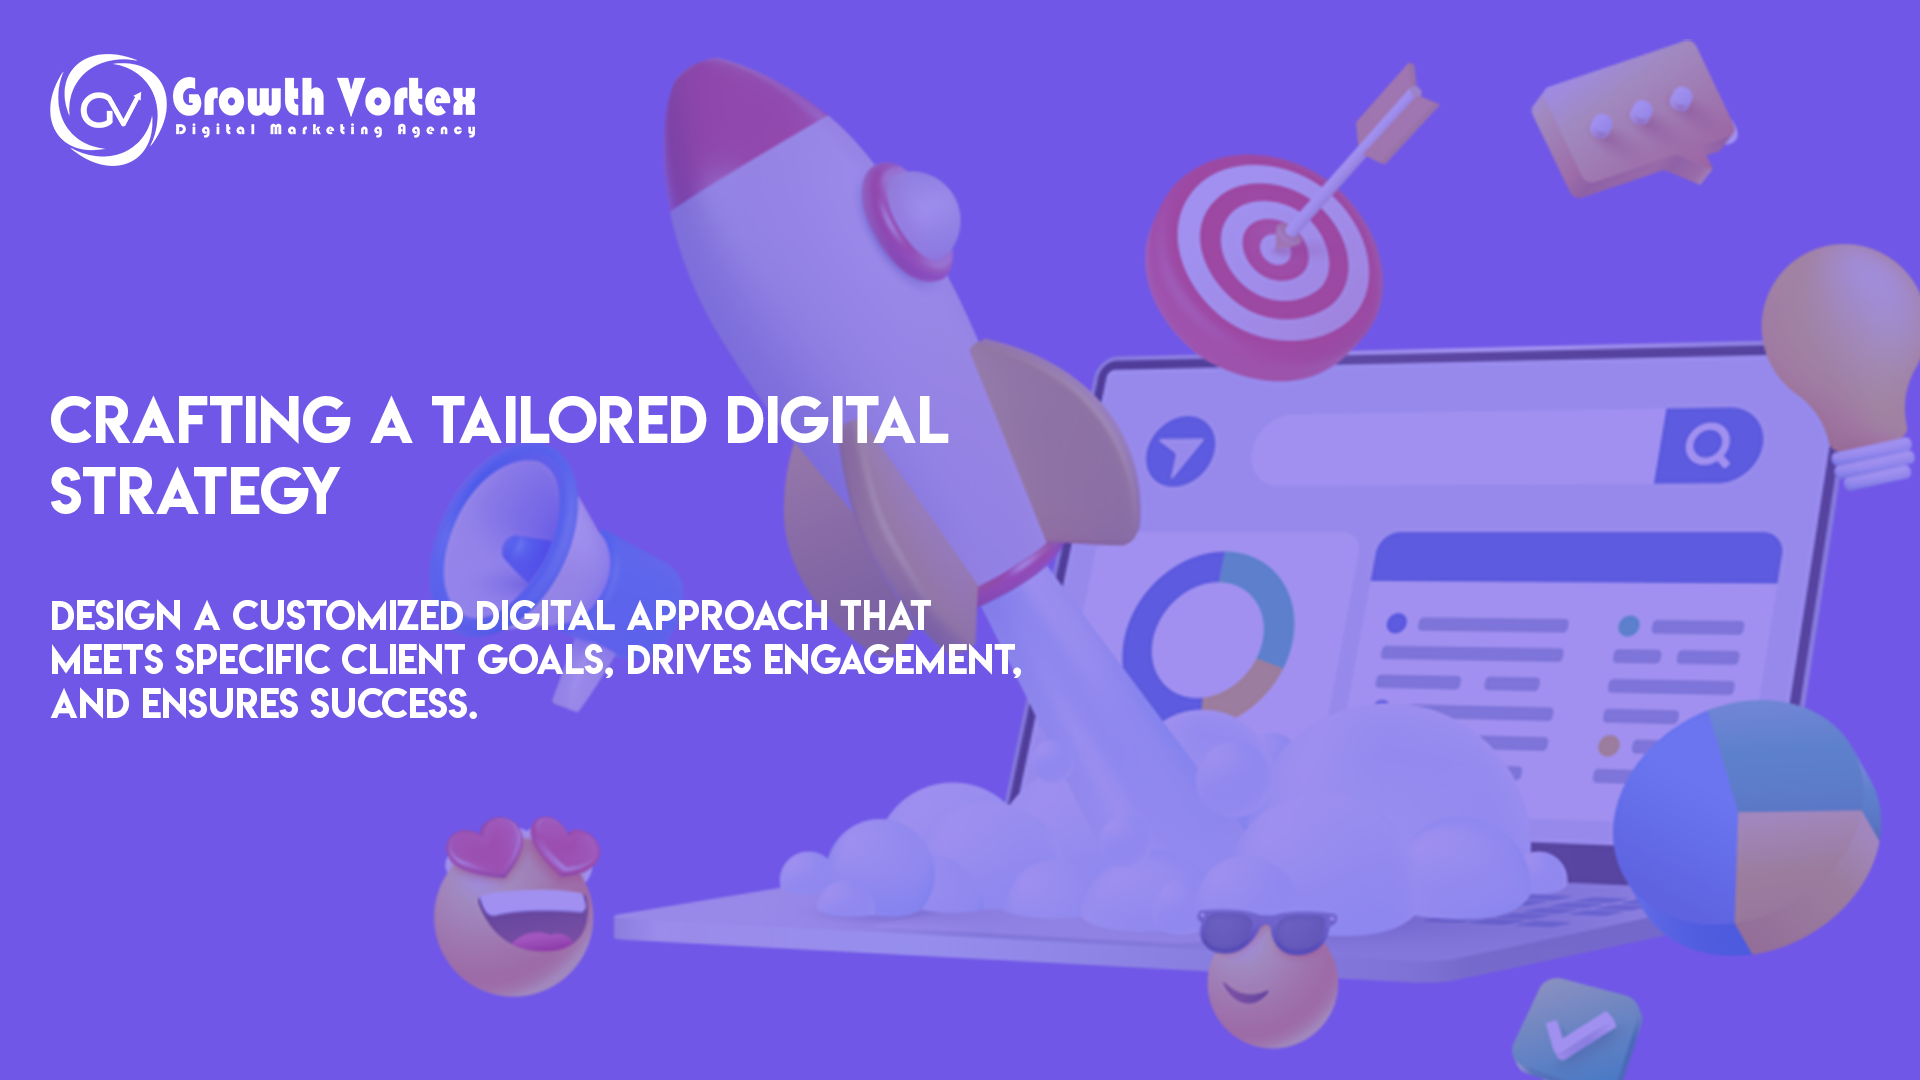 GV
Growth Vortex
Digital Marketing Agency
CRAFTING A TAILORED DIGITAL
STRATEGY
DESIGN A CUSTOMIZED DIGITAL APPROACH THAT
MEETS SPECIFIC CLIENT GOALS, DRIVES ENGAGEMENT,
AND ENSURES SUCCESS.